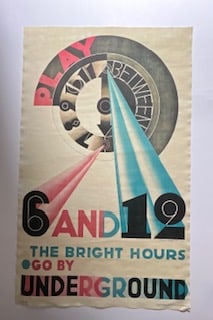 PLAY
BETWEEN
6 AND 12
THE BRIGHT HOURS
GO BY
UNDERGROUND